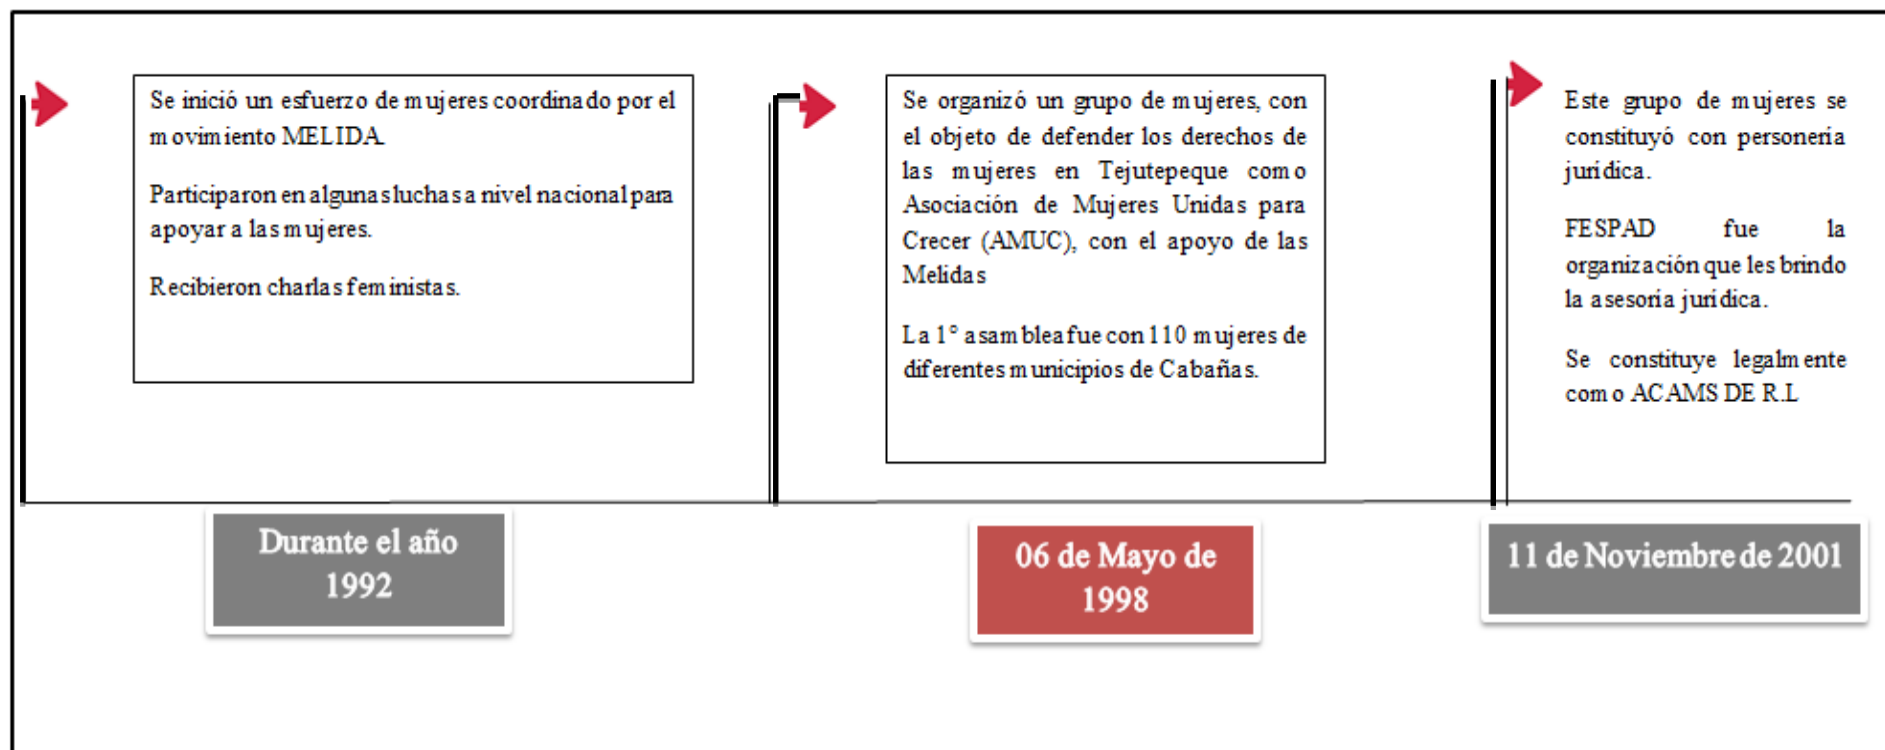 Se inició un esfuerzo de mujeres coordinado por el
movimiento MELIDA.
Participaron en algunas luchas a nivel nacional para
apoyar a las mujeres.
Recibieron charlas feministas.
Se organizó un grupo de mujeres, con
el objeto de defender los derechos de
las mujeres en Tejutepeque como
Asociación de Mujeres Unidas para
Crecer (AMUC), con el apoyo de las
Melidas
La 1° asamblea fue con 110 mujeres de
diferentes municipios de Cabañas.
Este grupo de mujeres se
constituyó con personería
jurídica.
FESPAD fue la
organización que les brindo
la asesoría jurídica.
Se constituye legalmente
como ACAMS DE R.L
Durante el año
1992
06 de Mayo de
1998
11 de Noviembre de 2001